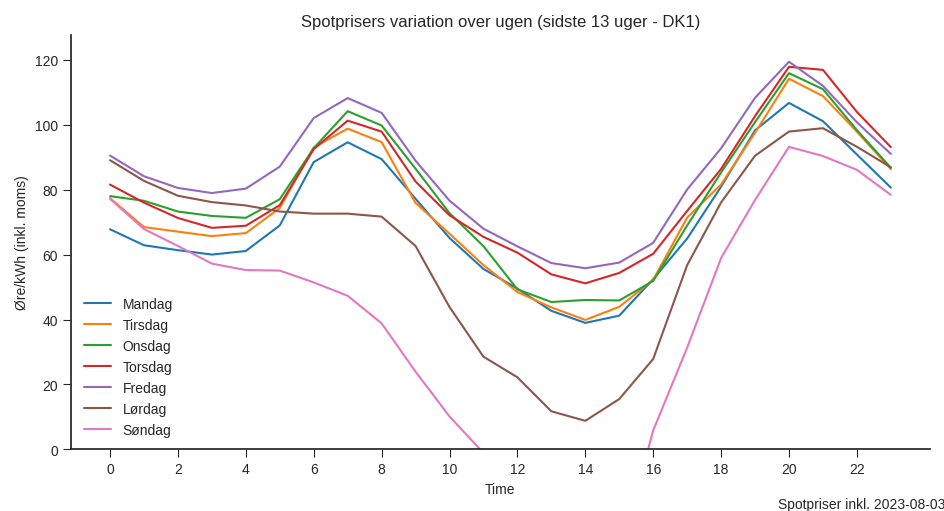 Spotprisers variation over ugen (sidste 13 uger - DK1)
Øre/kWh (inkl. moms)
120
100
80
60
40
20
0
Mandag
Tirsdag
Onsdag
Torsdag
Fredag
Lørdag
Søndag
0 2 4 6 8 10 12 14 16 18 20 22
Time
Spotpriser inkl. 2023-08-03